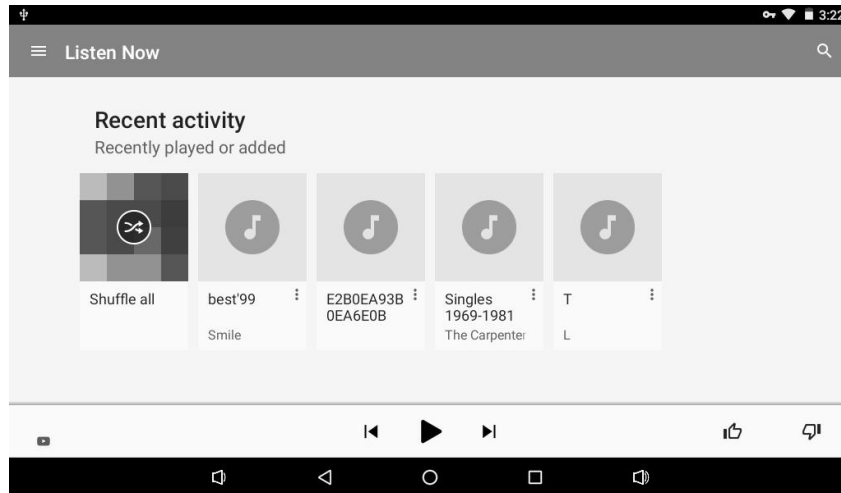 3:22
Listen Now
Recent activity
Recently played or added
Shuffle all
best'99
Smile
E2B0EA93B
0EA6E0B
Singles
1969-1981
The Carpenter
T
L